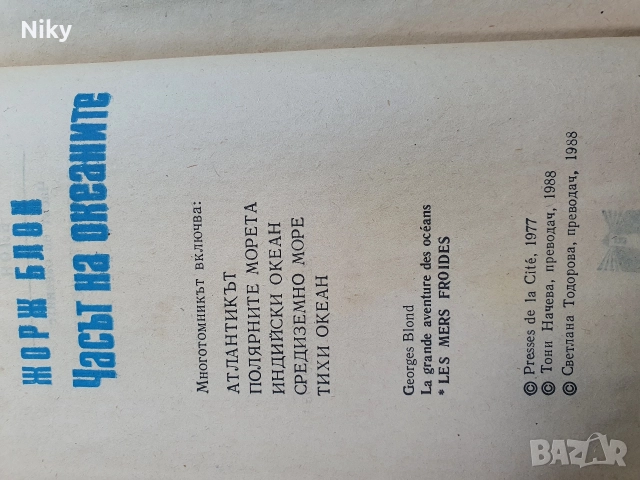 Niky
ЖОРЖ БЛОН
Часът на океаните
Многотомникът включва:
АТЛАНТИКЪТ
ПОЛЯРНИТЕ МОРЕТА
ИНДИЙСКИ ОКЕАН
СРЕДИЗЕМНО МОРЕ
ТИХИ ОКЕАН
Georges Blond
La grande aventure des océans
* LES MERS FROIDES
© Presses de la Cité, 1977
© Тони Начева, преводач, 1988
© Светлана Тодорова, преводач, 1988
BAZAR